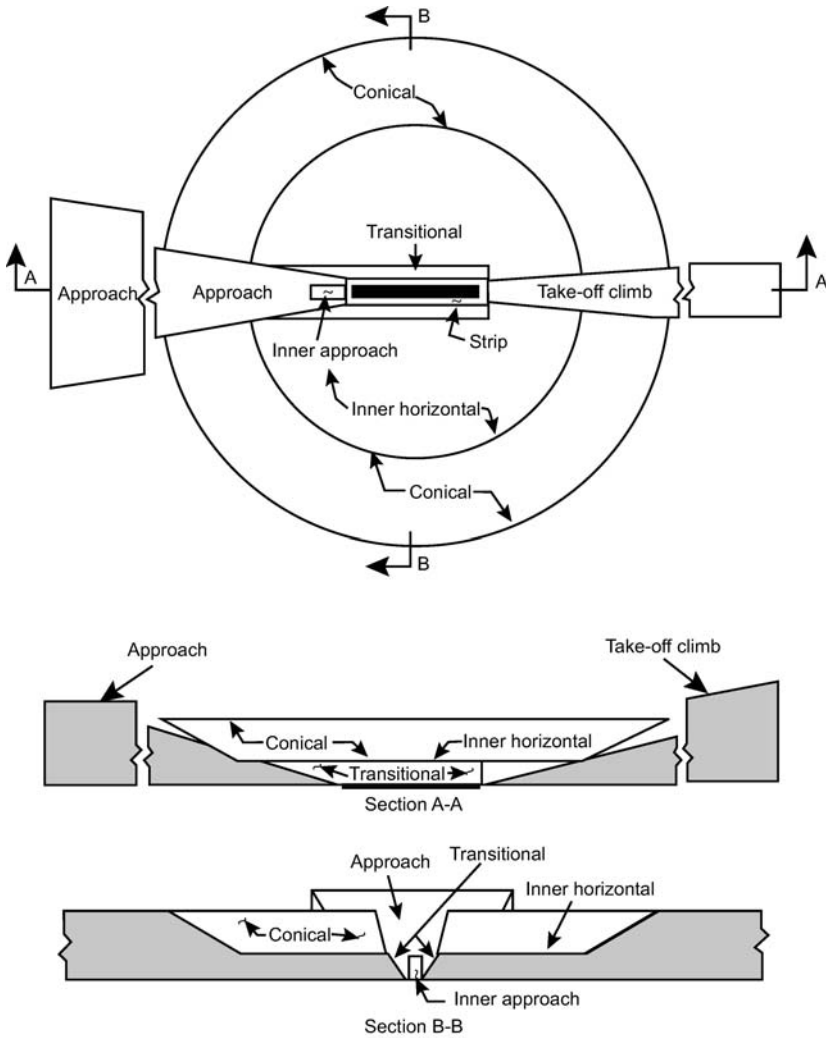 B
Conical
Transitional
A
Approach
Approach
Take-off climb
A
Inner approach
Strip
Inner horizontal
Conical
B
Approach
Take-off climb
Conical
Inner horizontal
Transitional
Section A-A
Transitional
Approach
Inner horizontal
Conical
Inner approach
Section B-B